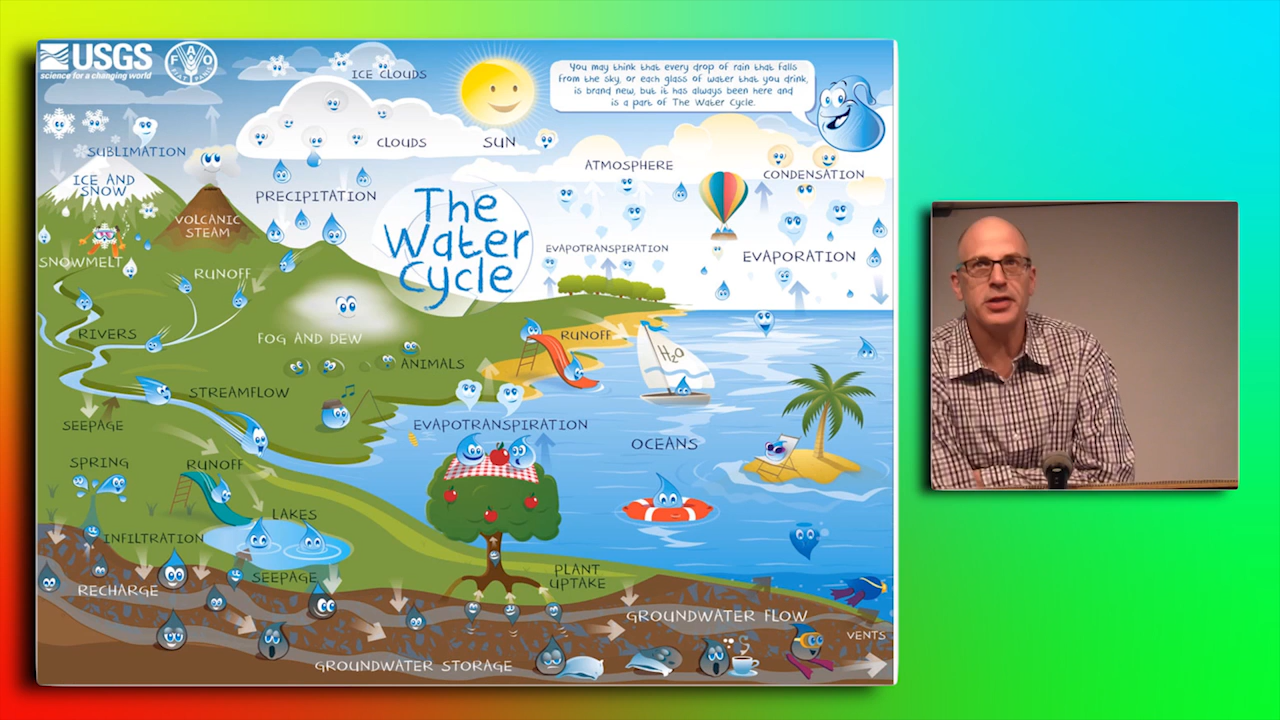 USGS
science for a changing world
F A O
FIAT PANIS
ICE CLOUDS
You may think that every drop of rain that falls
from the sky, or each glass of water that you drink,
is brand new, but it has always been here and
is a part of The Water Cycle.
SUBLIMATION
CLOUDS
SUN
ATMOSPHERE
CONDENSATION
ICE AND
SNOW
PRECIPITATION
VOLCANIC
STEAM
The
Water
Cycle
EVAPOTRANSPIRATION
EVAPORATION
SNOWMELT
RUNOFF
RIVERS
FOG AND DEW
RUNOFF
H2O
ANIMALS
STREAMFLOW
SEEPAGE
EVAPOTRANSPIRATION
OCEANS
SPRING
RUNOFF
LAKES
INFILTRATION
SEEPAGE
PLANT
UPTAKE
RECHARGE
GROUNDWATER FLOW
VENTS
GROUNDWATER STORAGE